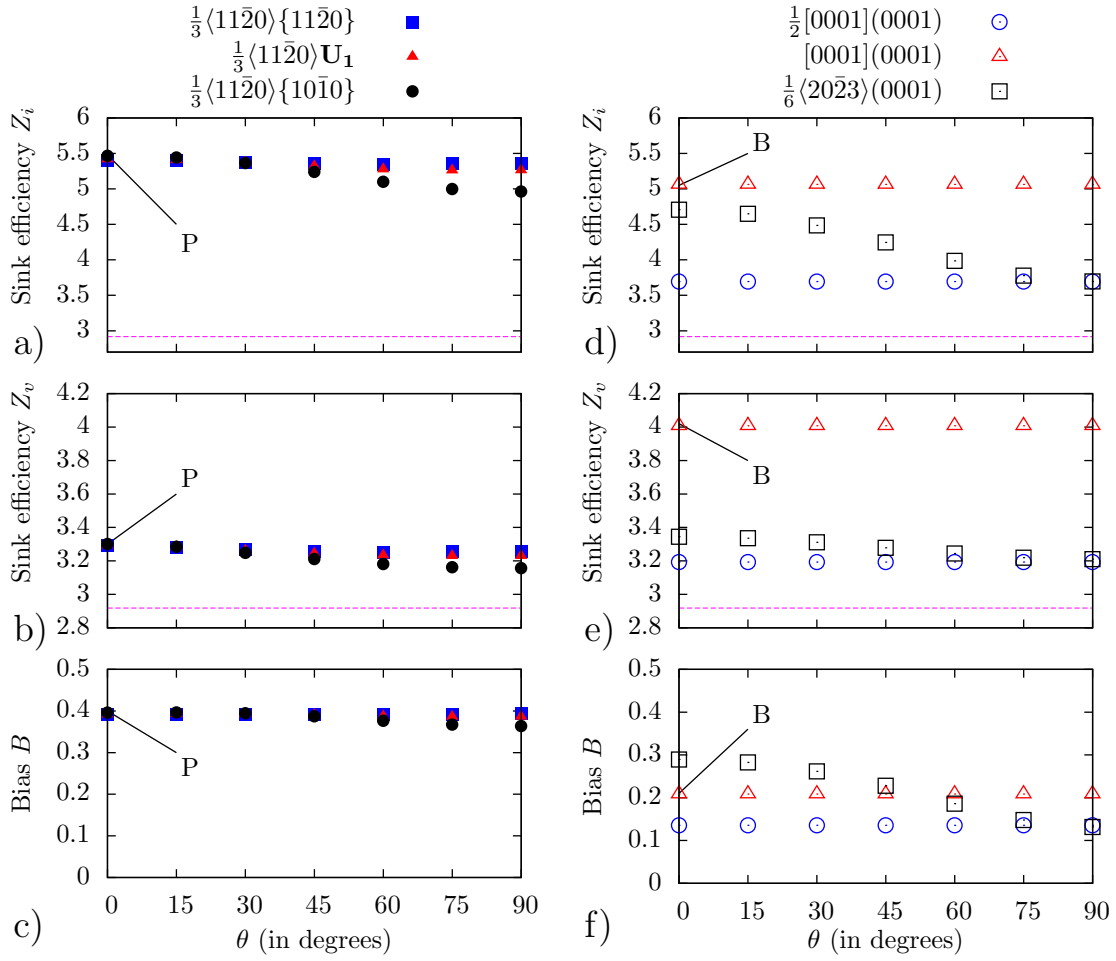 ⅓⟨112̄0⟩{112̄0}
⅓⟨112̄0⟩U₁
⅓⟨112̄0⟩{101̄0}
Sink efficiency Zᵢ
6
5.5
5
4.5
4
3.5
3
P
a)
Sink efficiency Zᵥ
4.2
4
3.8
3.6
3.4
3.2
3
2.8
P
b)
Bias B
0.5
0.4
0.3
0.2
0.1
0
P
c)
0 15 30 45 60 75 90
θ (in degrees)
½[0001](0001)
[0001](0001)
⅙⟨202̄3⟩(0001)
Sink efficiency Zᵢ
6
5.5
5
4.5
4
3.5
3
B
d)
Sink efficiency Zᵥ
4.2
4
3.8
3.6
3.4
3.2
3
2.8
B
e)
Bias B
0.5
0.4
0.3
0.2
0.1
0
B
f)
0 15 30 45 60 75 90
θ (in degrees)